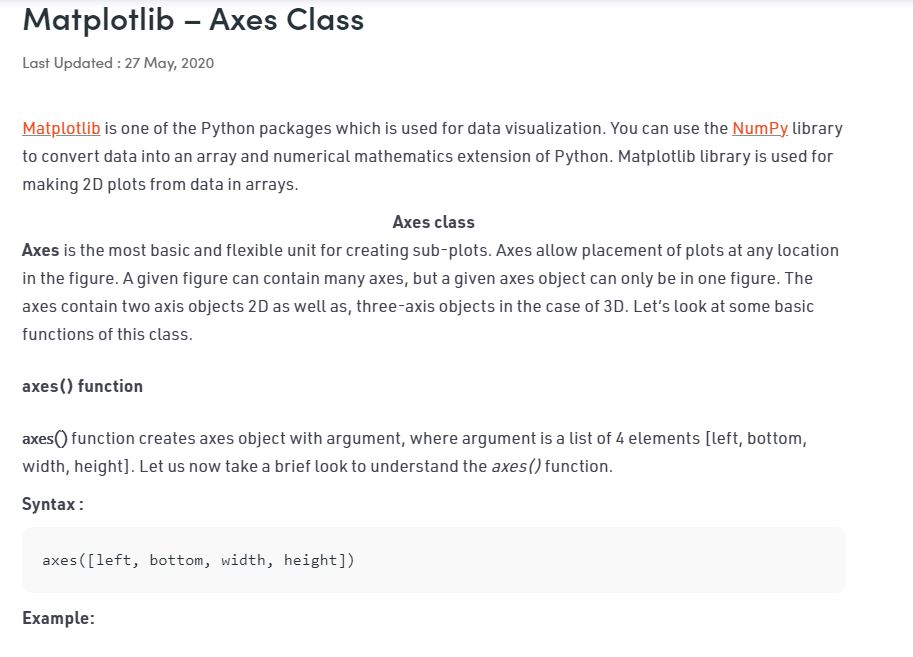 Matplotlib – Axes Class
Last Updated : 27 May, 2020
Matplotlib is one of the Python packages which is used for data visualization. You can use the NumPy library
to convert data into an array and numerical mathematics extension of Python. Matplotlib library is used for
making 2D plots from data in arrays.
Axes class
Axes is the most basic and flexible unit for creating sub-plots. Axes allow placement of plots at any location
in the figure. A given figure can contain many axes, but a given axes object can only be in one figure. The
axes contain two axis objects 2D as well as, three-axis objects in the case of 3D. Let's look at some basic
functions of this class.
axes() function
axes() function creates axes object with argument, where argument is a list of 4 elements [left, bottom,
width, height]. Let us now take a brief look to understand the axes() function.
Syntax :
axes([left, bottom, width, height])
Example: